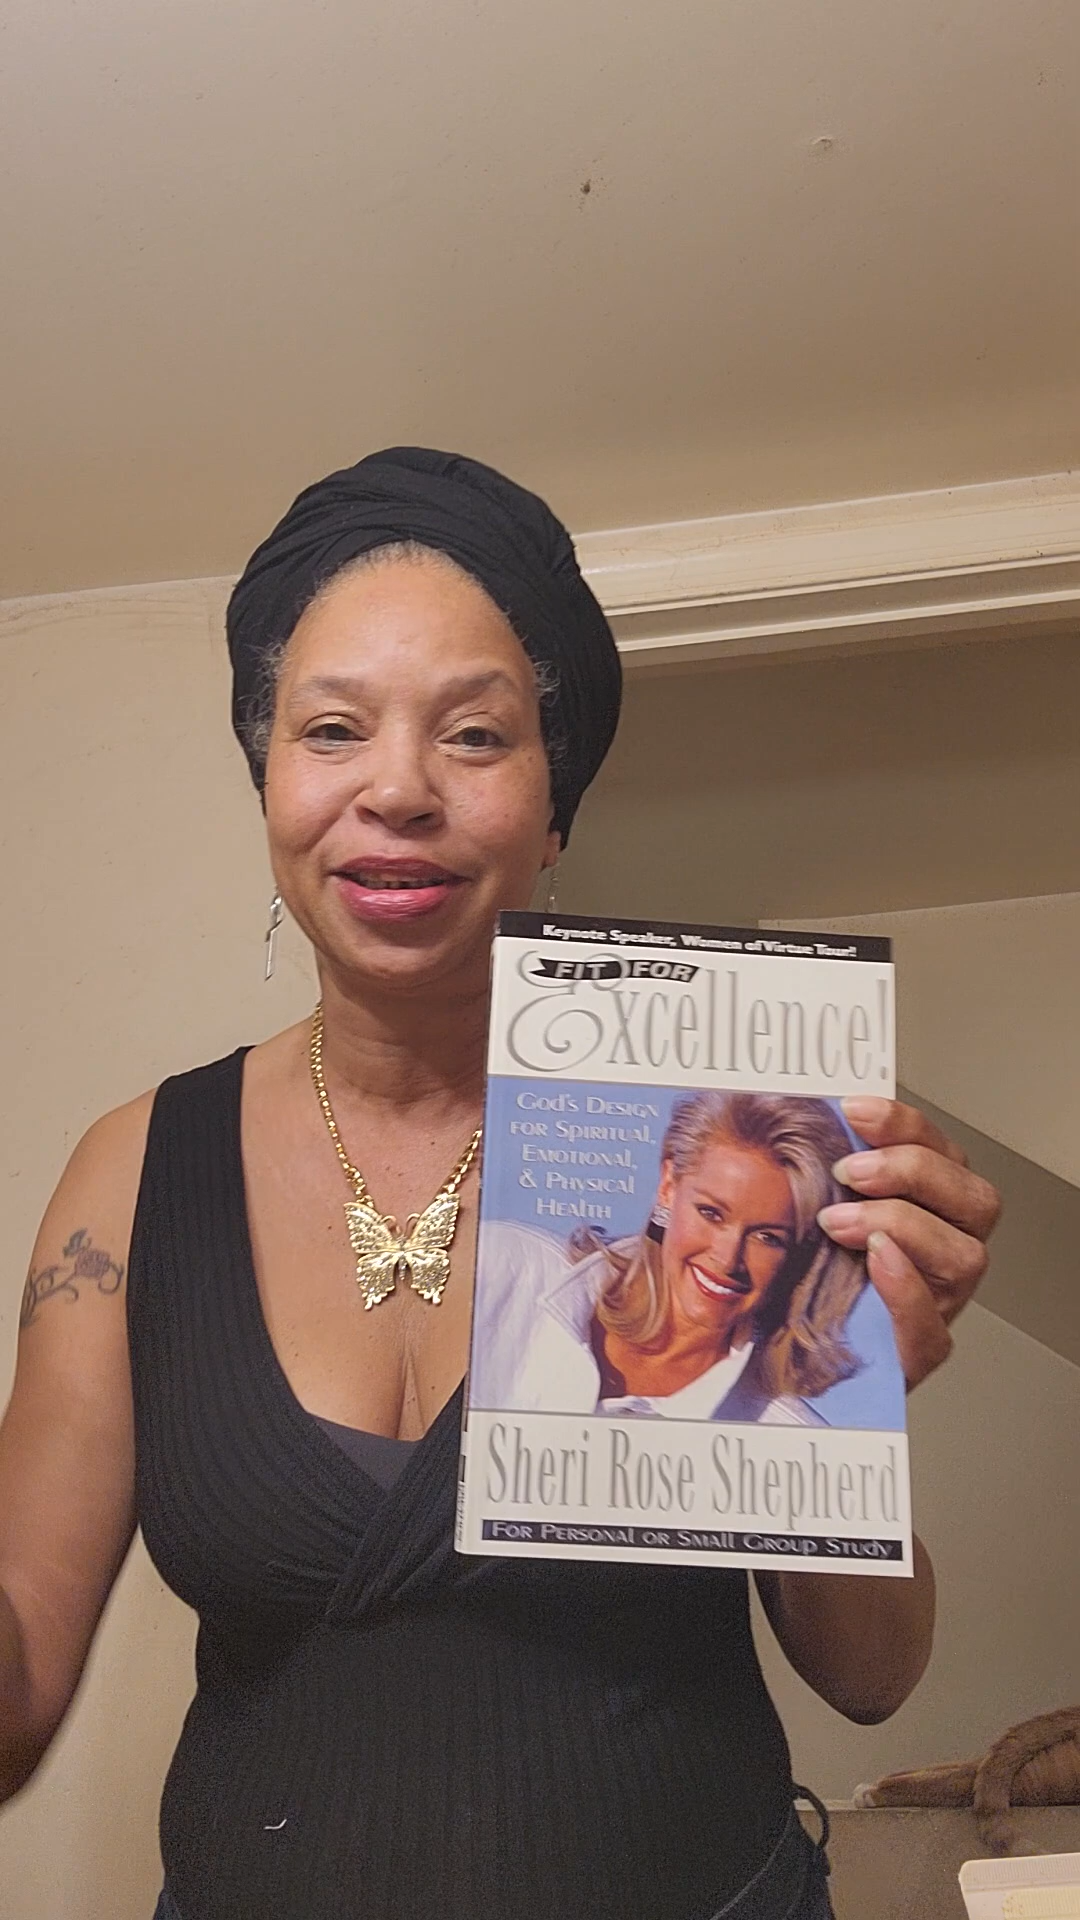 Keynote Speaker, Women of Virtue Tour!
FIT FOR
Excellence!
God's Design
for Spiritual,
Emotional,
& Physical
Health
Sheri Rose Shepherd
For Personal or Small Group Study